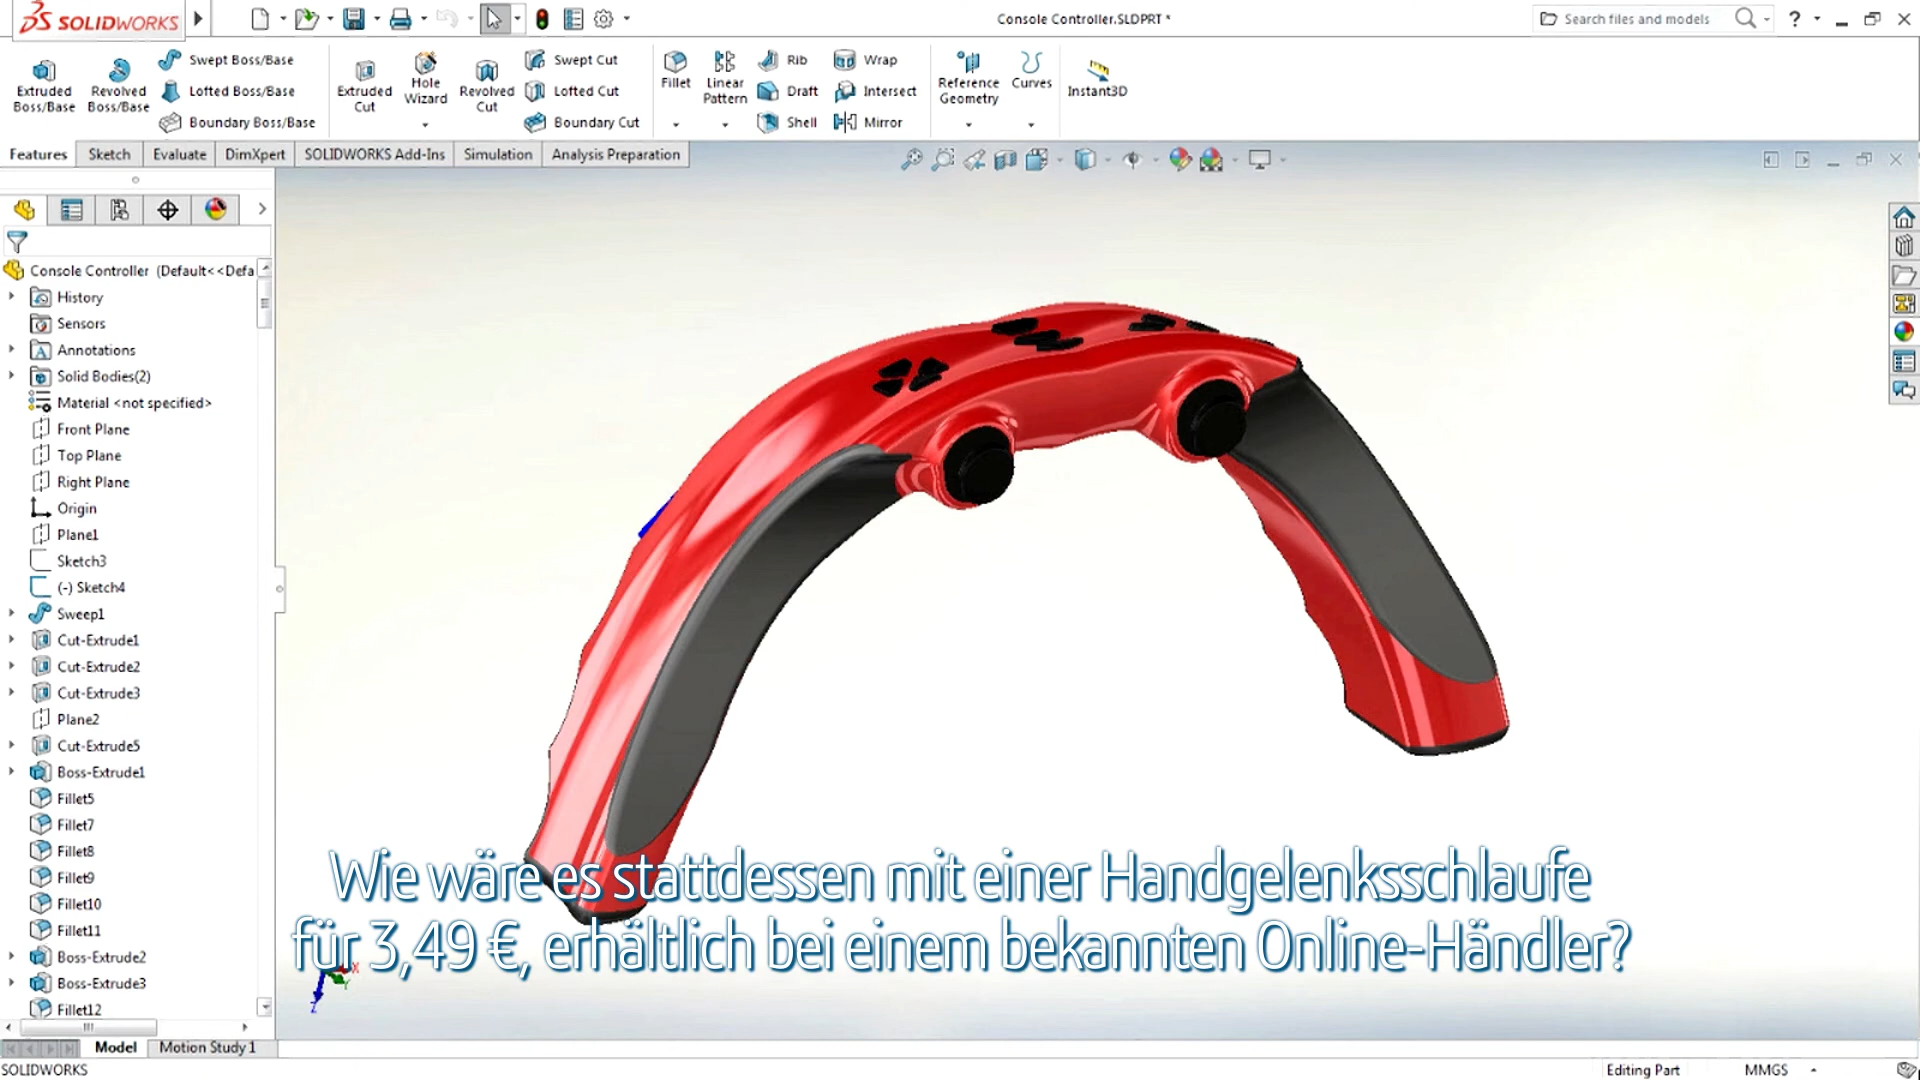 SOLIDWORKS
Console Controller.SLDPRT *
Search files and models
?
Extruded Boss/Base
Revolved Boss/Base
Swept Boss/Base
Lofted Boss/Base
Boundary Boss/Base
Extruded Cut
Hole Wizard
Revolved Cut
Swept Cut
Lofted Cut
Boundary Cut
Fillet
Linear Pattern
Rib
Draft
Shell
Wrap
Intersect
Mirror
Reference Geometry
Curves
Instant3D
Features
Sketch
Evaluate
DimXpert
SOLIDWORKS Add-Ins
Simulation
Analysis Preparation
Console Controller (Default<<Defa
History
Sensors
Annotations
Solid Bodies(2)
Material <not specified>
Front Plane
Top Plane
Right Plane
Origin
Plane1
Sketch3
(-) Sketch4
Sweep1
Cut-Extrude1
Cut-Extrude2
Cut-Extrude3
Plane2
Cut-Extrude5
Boss-Extrude1
Fillet5
Fillet7
Fillet8
Fillet9
Fillet10
Fillet11
Boss-Extrude2
Boss-Extrude3
Fillet12
Wie wäre es stattdessen mit einer Handgelenksschlaufe
für 3,49 €, erhältlich bei einem bekannten Online-Händler?
X
Y
Z
Model
Motion Study 1
SOLIDWORKS
Editing Part
MMGS